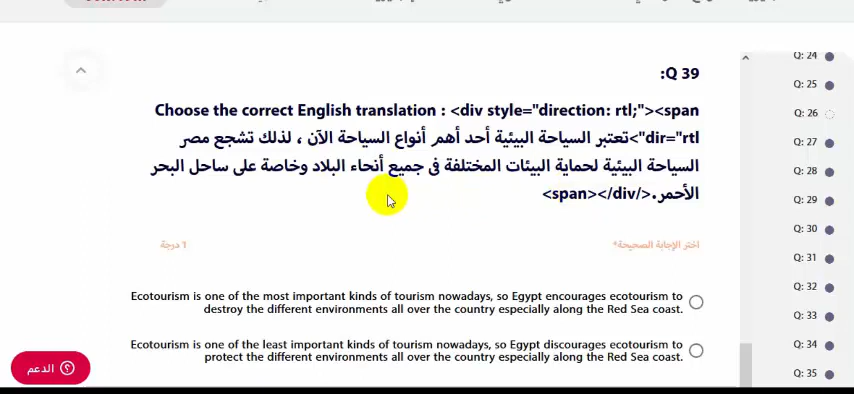 Q 39:
Choose the correct English translation : <div style="direction: rtl;"><span
dir="rtl">تعتبر السياحة البيئية أحد أهم أنواع السياحة الآن ، لذلك تشجع مصر
السياحة البيئية لحماية البيئات المختلفة في جميع أنحاء البلاد وخاصة على ساحل البحر
الأحمر.</span></div>
اختر الإجابة الصحيحة*
1 درجة
Ecotourism is one of the most important kinds of tourism nowadays, so Egypt encourages ecotourism to
destroy the different environments all over the country especially along the Red Sea coast.
Ecotourism is one of the least important kinds of tourism nowadays, so Egypt discourages ecotourism to
protect the different environments all over the country especially along the Red Sea coast.
الدعم
Q: 24
Q: 25
Q: 26
Q: 27
Q: 28
Q: 29
Q: 30
Q: 31
Q: 32
Q: 33
Q: 34
Q: 35